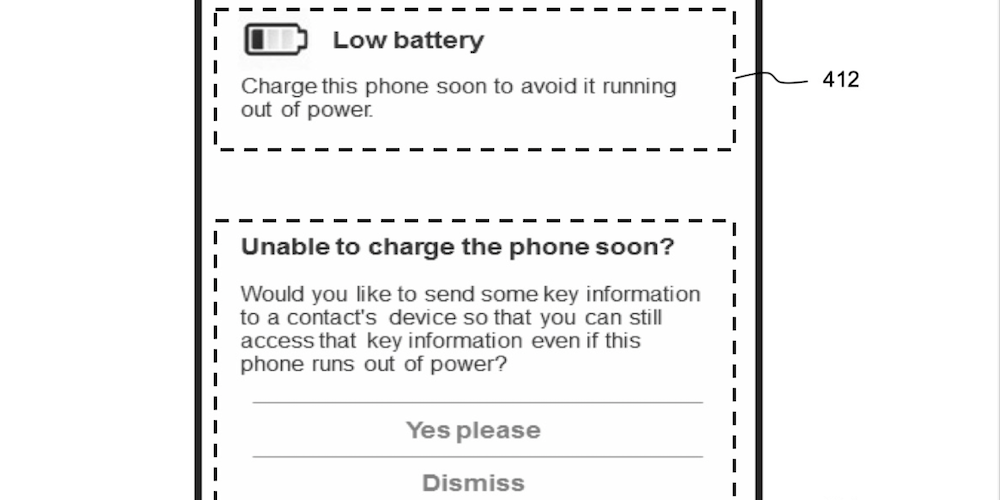 Low battery
Charge this phone soon to avoid it running
out of power.
412
Unable to charge the phone soon?
Would you like to send some key information
to a contact's device so that you can still
access that key information even if this
phone runs out of power?
Yes please
Dismiss